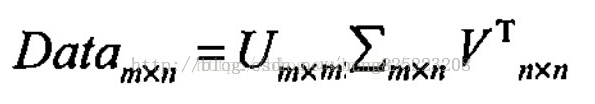 Data_{m×n} = U_{m×m} Σ_{m×n} V^T_{n×n}